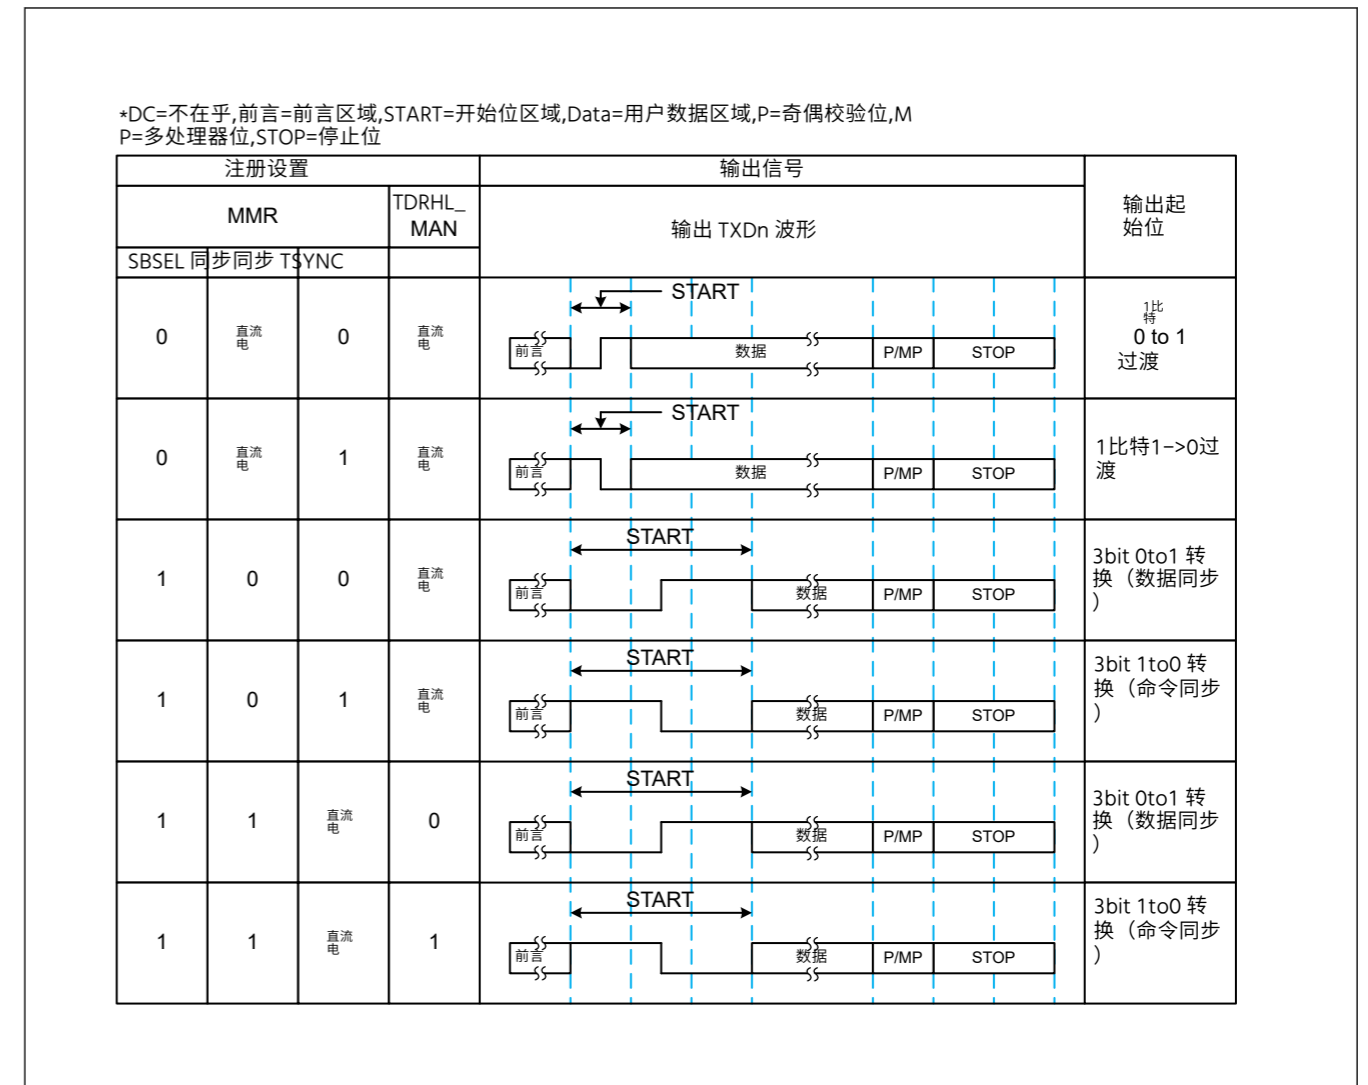 *DC=不在乎,前言=前言区域,START=开始位区域,Data=用户数据区域,P=奇偶校验位,M
P=多处理器位,STOP=停止位
注册设置
输出信号
输出起
始位
MMR
TDRHL_
MAN
输出 TXDn 波形
SBSEL 同步同步 TSYNC
0
直流
电
0
直流
电
START
前言
数据
P/MP
STOP
1比
特
0 to 1
过渡
0
直流
电
1
直流
电
START
前言
数据
P/MP
STOP
1比特1->0过
渡
1
0
0
直流
电
START
前言
数据
P/MP
STOP
3bit 0to1 转
换（数据同步
）
1
0
1
直流
电
START
前言
数据
P/MP
STOP
3bit 1to0 转
换（命令同步
）
1
1
直流
电
0
START
前言
数据
P/MP
STOP
3bit 0to1 转
换（数据同步
）
1
1
直流
电
1
START
前言
数据
P/MP
STOP
3bit 1to0 转
换（命令同步
）